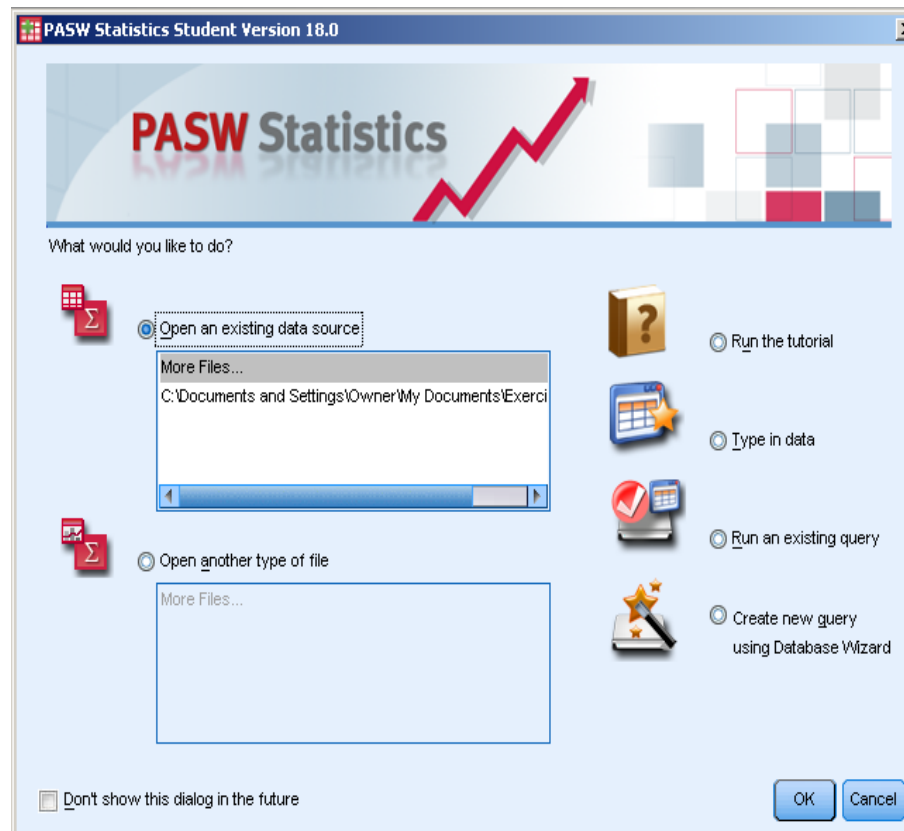 PASW Statistics Student Version 18.0
PASW Statistics
What would you like to do?
Open an existing data source
More Files...
C:\Documents and Settings\Owner\My Documents\Exerci
Open another type of file
More Files...
Run the tutorial
Type in data
Run an existing query
Create new query
using Database Wizard
Don't show this dialog in the future
OK
Cancel